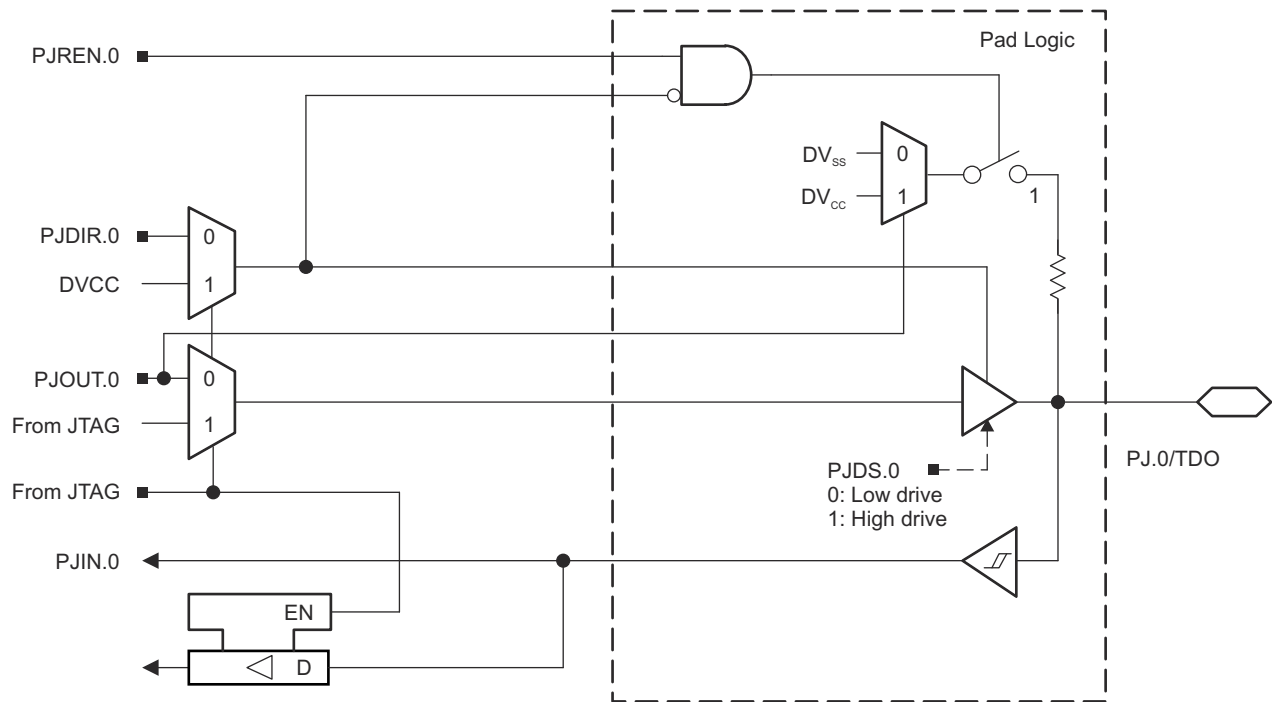 Pad Logic
PJREN.0
DVSS
0
DVCC
1
1
PJDIR.0
0
DVCC
1
PJOUT.0
0
From JTAG
1
PJDS.0
0: Low drive
1: High drive
PJ.0/TDO
From JTAG
PJIN.0
EN
D